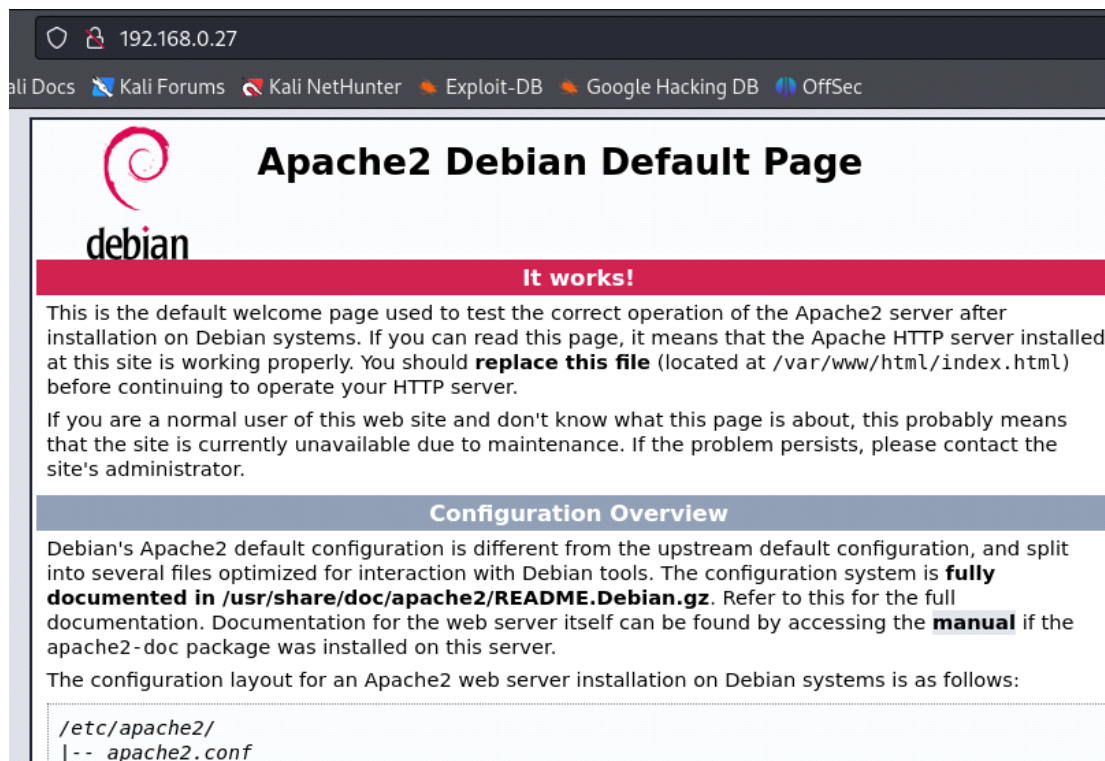 192.168.0.27
ali Docs Kali Forums Kali NetHunter Exploit-DB Google Hacking DB OffSec
debian
Apache2 Debian Default Page
It works!
This is the default welcome page used to test the correct operation of the Apache2 server after
installation on Debian systems. If you can read this page, it means that the Apache HTTP server installed
at this site is working properly. You should replace this file (located at /var/www/html/index.html)
before continuing to operate your HTTP server.
If you are a normal user of this web site and don't know what this page is about, this probably means
that the site is currently unavailable due to maintenance. If the problem persists, please contact the
site's administrator.
Configuration Overview
Debian's Apache2 default configuration is different from the upstream default configuration, and split
into several files optimized for interaction with Debian tools. The configuration system is fully
documented in /usr/share/doc/apache2/README.Debian.gz. Refer to this for the full
documentation. Documentation for the web server itself can be found by accessing the manual if the
apache2-doc package was installed on this server.
The configuration layout for an Apache2 web server installation on Debian systems is as follows:
/etc/apache2/
|-- apache2.conf